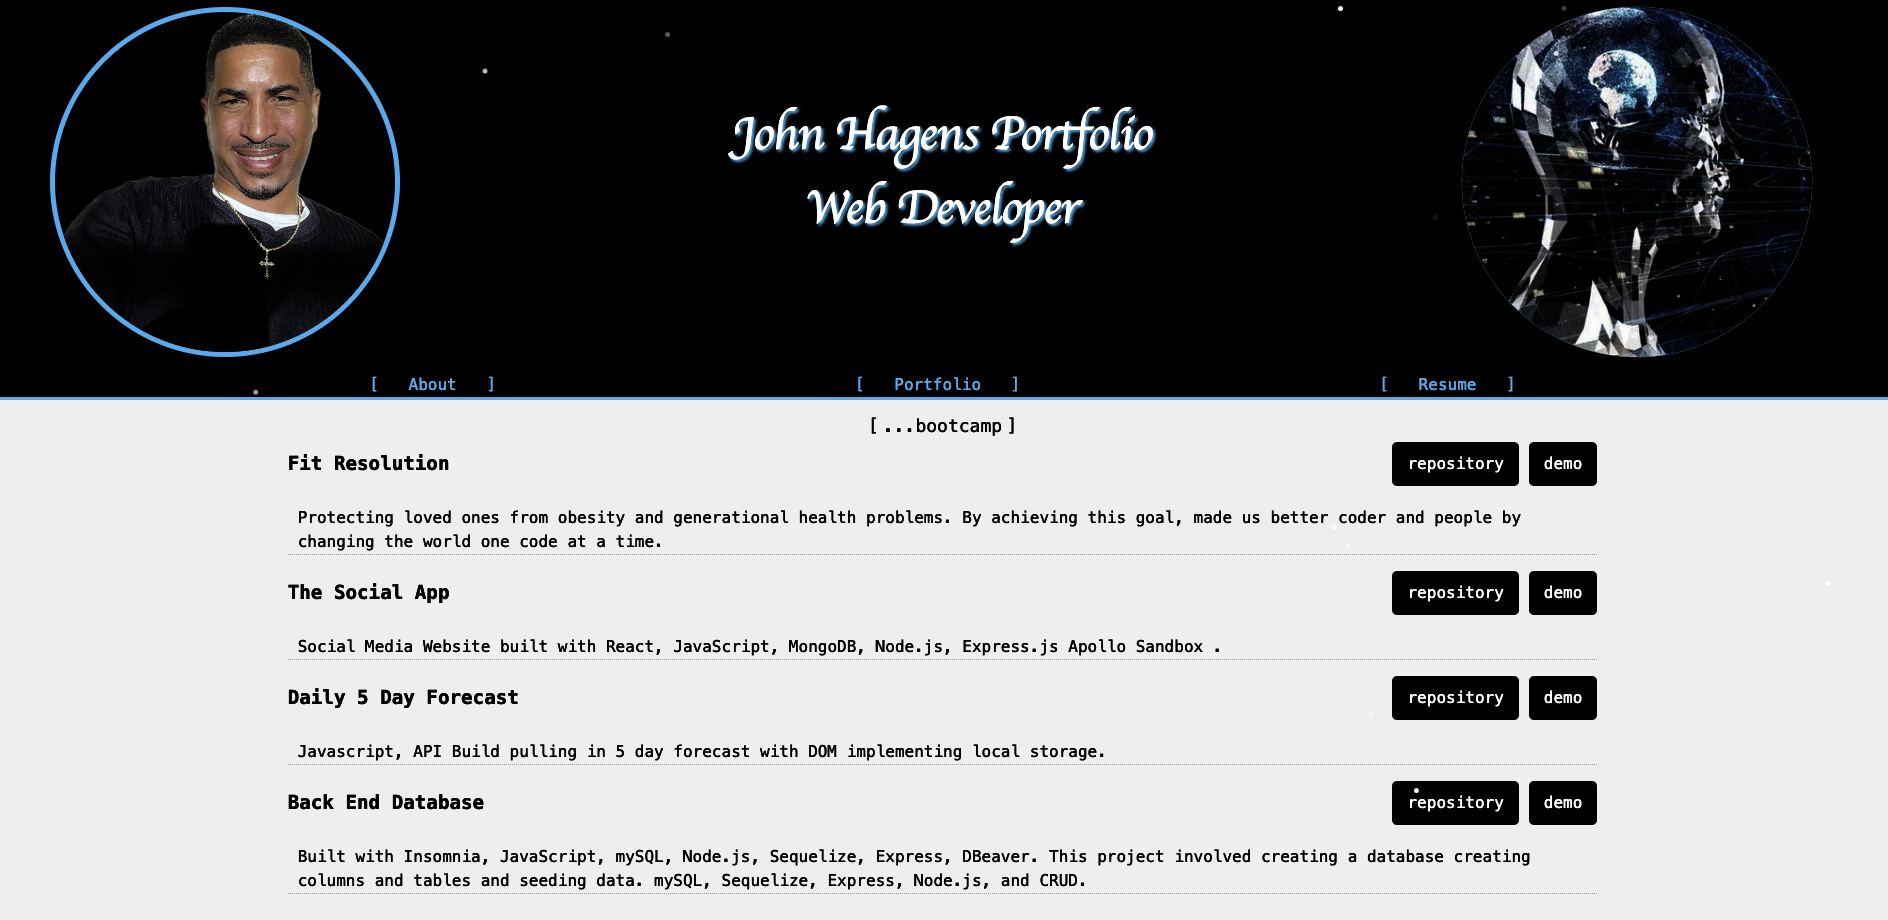 John Hagens Portfolio
Web Developer
[ About ] [ Portfolio ] [ Resume ]
[ ...bootcamp ]
Fit Resolution repository demo
Protecting loved ones from obesity and generational health problems. By achieving this goal, made us better coder and people by
changing the world one code at a time.
The Social App repository demo
Social Media Website built with React, JavaScript, MongoDB, Node.js, Express.js Apollo Sandbox .
Daily 5 Day Forecast repository demo
Javascript, API Build pulling in 5 day forecast with DOM implementing local storage.
Back End Database repository demo
Built with Insomnia, JavaScript, mySQL, Node.js, Sequelize, Express, DBeaver. This project involved creating a database creating
columns and tables and seeding data. mySQL, Sequelize, Express, Node.js, and CRUD.